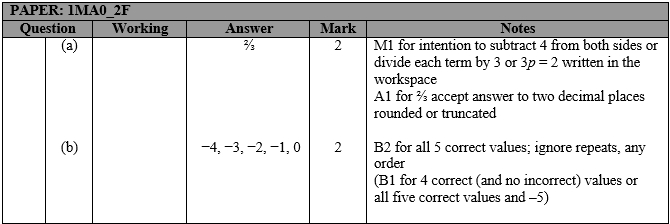 PAPER: 1MA0_2F
Question Working Answer Mark Notes
(a) ⅔ 2 M1 for intention to subtract 4 from both sides or
divide each term by 3 or 3p = 2 written in the
workspace
A1 for ⅔ accept answer to two decimal places
rounded or truncated
(b) −4, −3, −2, −1, 0 2 B2 for all 5 correct values; ignore repeats, any
order
(B1 for 4 correct (and no incorrect) values or
all five correct values and –5)